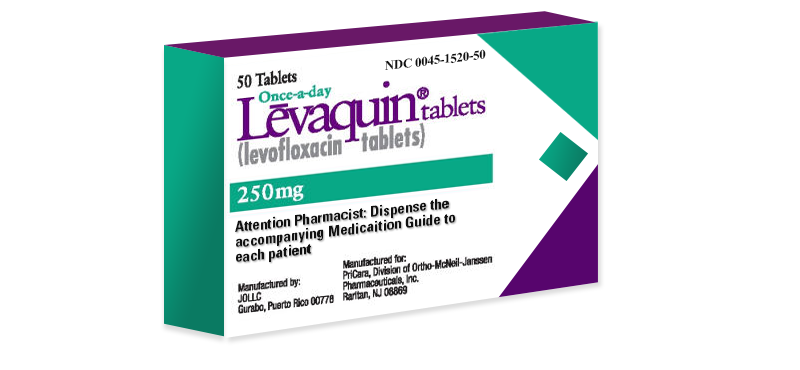 NDC 0045-1520-50
50 Tablets
Once-a-day
Lēvaquin® tablets
(levofloxacin tablets)
250mg
Attention Pharmacist: Dispense the
accompanying Medicaition Guide to
each patient
Manufactured by:
JOLLC
Gurabo, Puerto Rico 00778
Manufactured for:
PriCara, Division of Ortho-McNeil-Janssen
Pharmaceuticals, Inc.
Raritan, NJ 08869